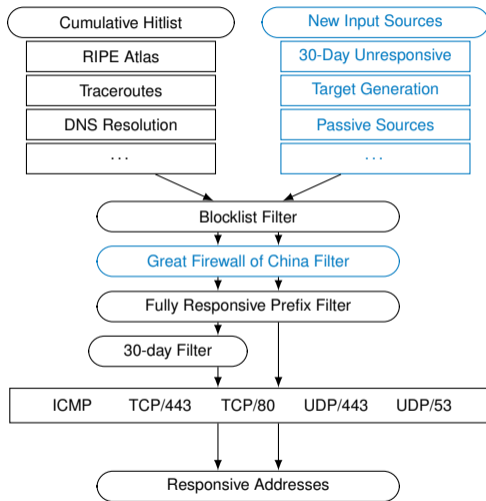 Cumulative Hitlist
RIPE Atlas
Traceroutes
DNS Resolution
...
New Input Sources
30-Day Unresponsive
Target Generation
Passive Sources
...
Blocklist Filter
Great Firewall of China Filter
Fully Responsive Prefix Filter
30-day Filter
ICMP TCP/443 TCP/80 UDP/443 UDP/53
Responsive Addresses